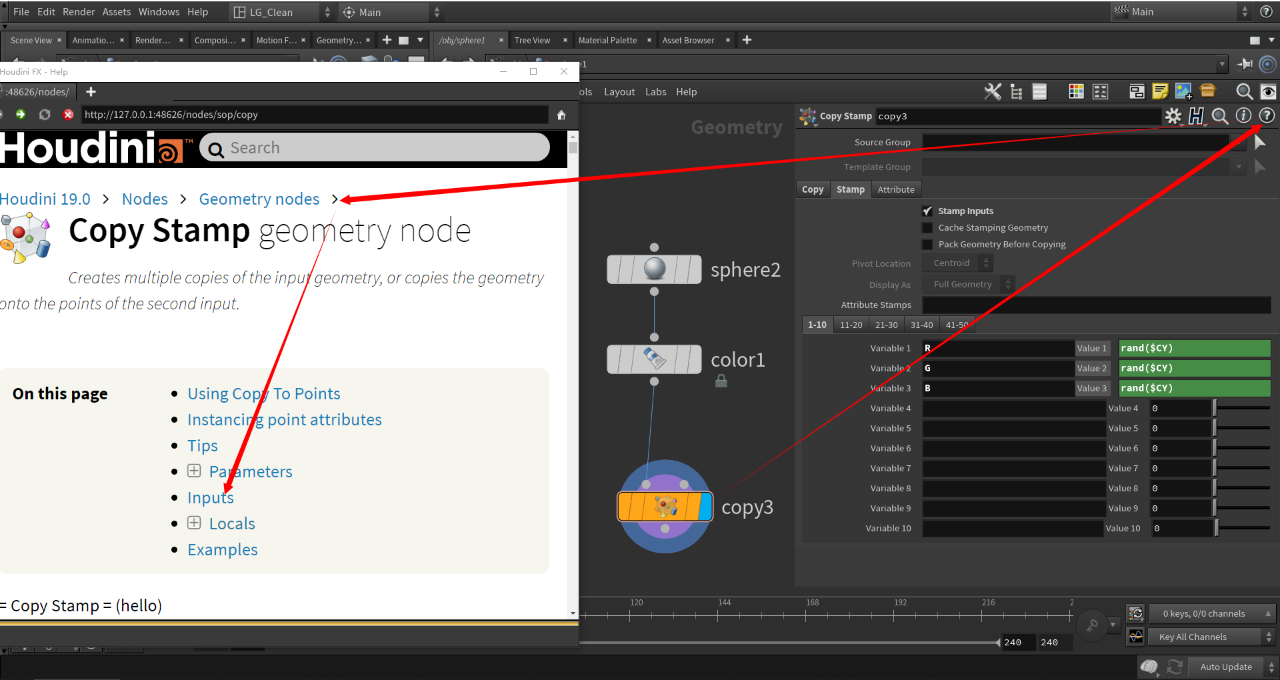 File Edit Render Assets Windows Help LG_Clean Main Main
Scene View Animatio... Render... Composi... Motion F... Geometry... /obj/sphere1 Tree View Material Palette Asset Browser
Houdini FX - Help
:48626/nodes/
http://127.0.0.1:48626/nodes/sop/copy
Houdini™ Search
Houdini 19.0 > Nodes > Geometry nodes >
Copy Stamp geometry node
Creates multiple copies of the input geometry, or copies the geometry
onto the points of the second input.
On this page
Using Copy To Points
Instancing point attributes
Tips
Parameters
Inputs
Locals
Examples
= Copy Stamp = (hello)
Layout Labs Help
Geometry
sphere2
color1
copy3
Copy Stamp copy3
Source Group
Template Group
Copy Stamp Attribute
Stamp Inputs
Cache Stamping Geometry
Pack Geometry Before Copying
Pivot Location Centroid
Display As Full Geometry
Attribute Stamps
1-10 11-20 21-30 31-40 41-50
Variable 1 R Value 1 rand($CY)
Variable 2 G Value 2 rand($CY)
Variable 3 B Value 3 rand($CY)
Variable 4 Value 4 0
Variable 5 Value 5 0
Variable 6 Value 6 0
Variable 7 Value 7 0
Variable 8 Value 8 0
Variable 9 Value 9 0
Variable 10 Value 10 0
120 144 168 192 216 2
240 240
0 keys, 0/0 channels
Key All Channels
Auto Update